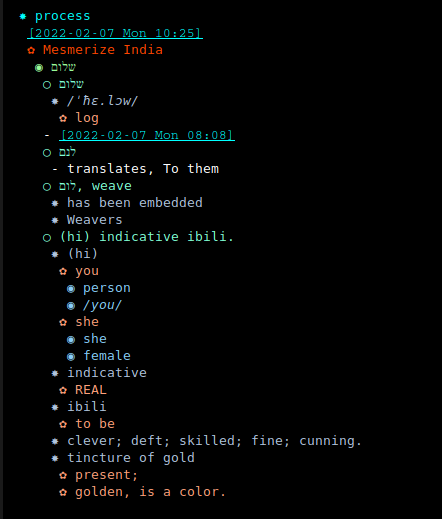 ✸ process
[2022-02-07 Mon 10:25]
✿ Mesmerize India
◉ שלום
○ שלום
✸ /ˈħɛ.lɔw/
✿ log
- [2022-02-07 Mon 08:08]
○ לנם
- translates, To them
○ לום, weave
✸ has been embedded
✸ Weavers
○ (hi) indicative ibili.
✸ (hi)
✿ you
◉ person
◉ /you/
✿ she
◉ she
◉ female
✸ indicative
✿ REAL
✸ ibili
✿ to be
✸ clever; deft; skilled; fine; cunning.
✸ tincture of gold
✿ present;
✿ golden, is a color.